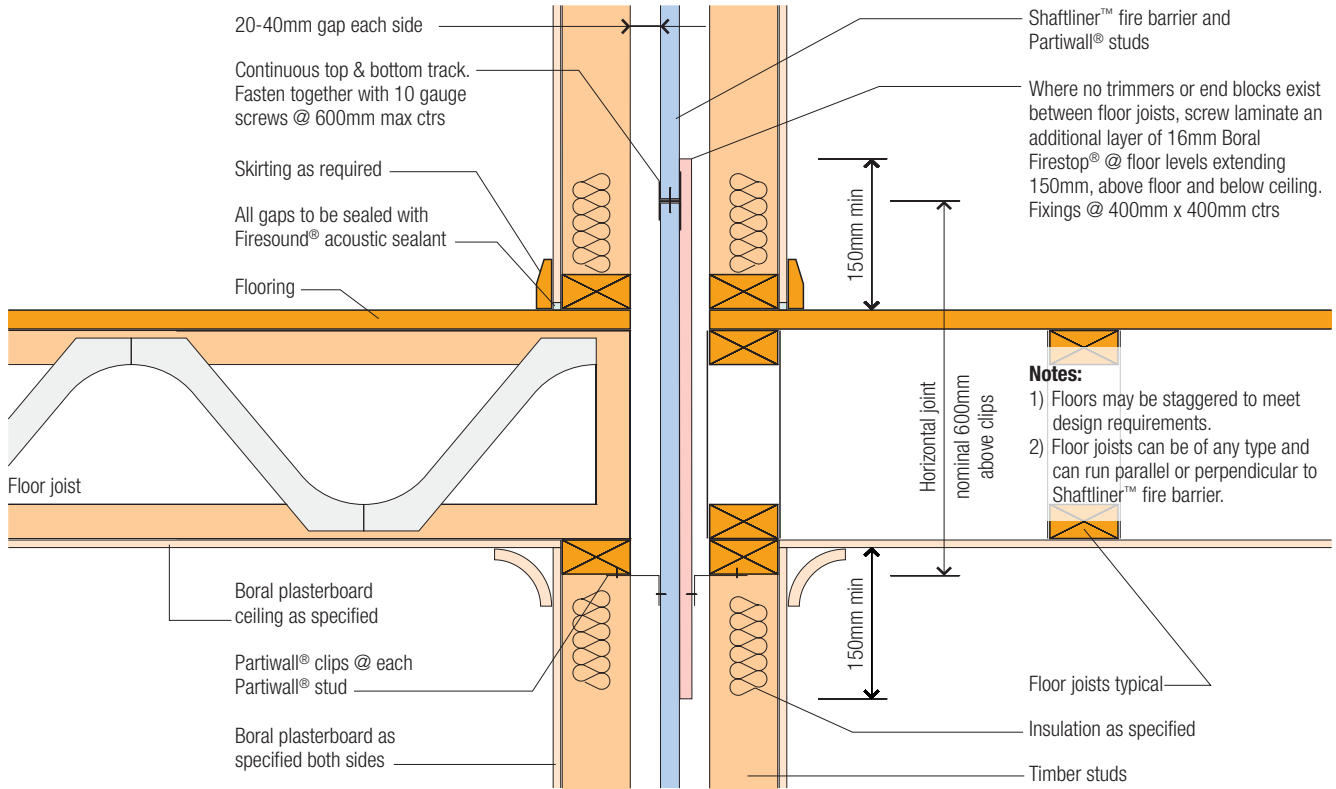 20-40mm gap each side
Continuous top & bottom track.
Fasten together with 10 gauge
screws @ 600mm max ctrs
Skirting as required
All gaps to be sealed with
Firesound® acoustic sealant
Flooring
Floor joist
Boral plasterboard
ceiling as specified
Partiwall® clips @ each
Partiwall® stud
Boral plasterboard as
specified both sides
150mm min
Horizontal joint
nominal 600mm
above clips
150mm min
Shaftliner™ fire barrier and
Partiwall® studs
Where no trimmers or end blocks exist
between floor joists, screw laminate an
additional layer of 16mm Boral
Firestop® @ floor levels extending
150mm, above floor and below ceiling.
Fixings @ 400mm x 400mm ctrs
Notes:
1) Floors may be staggered to meet
design requirements.
2) Floor joists can be of any type and
can run parallel or perpendicular to
Shaftliner™ fire barrier.
Floor joists typical
Insulation as specified
Timber studs